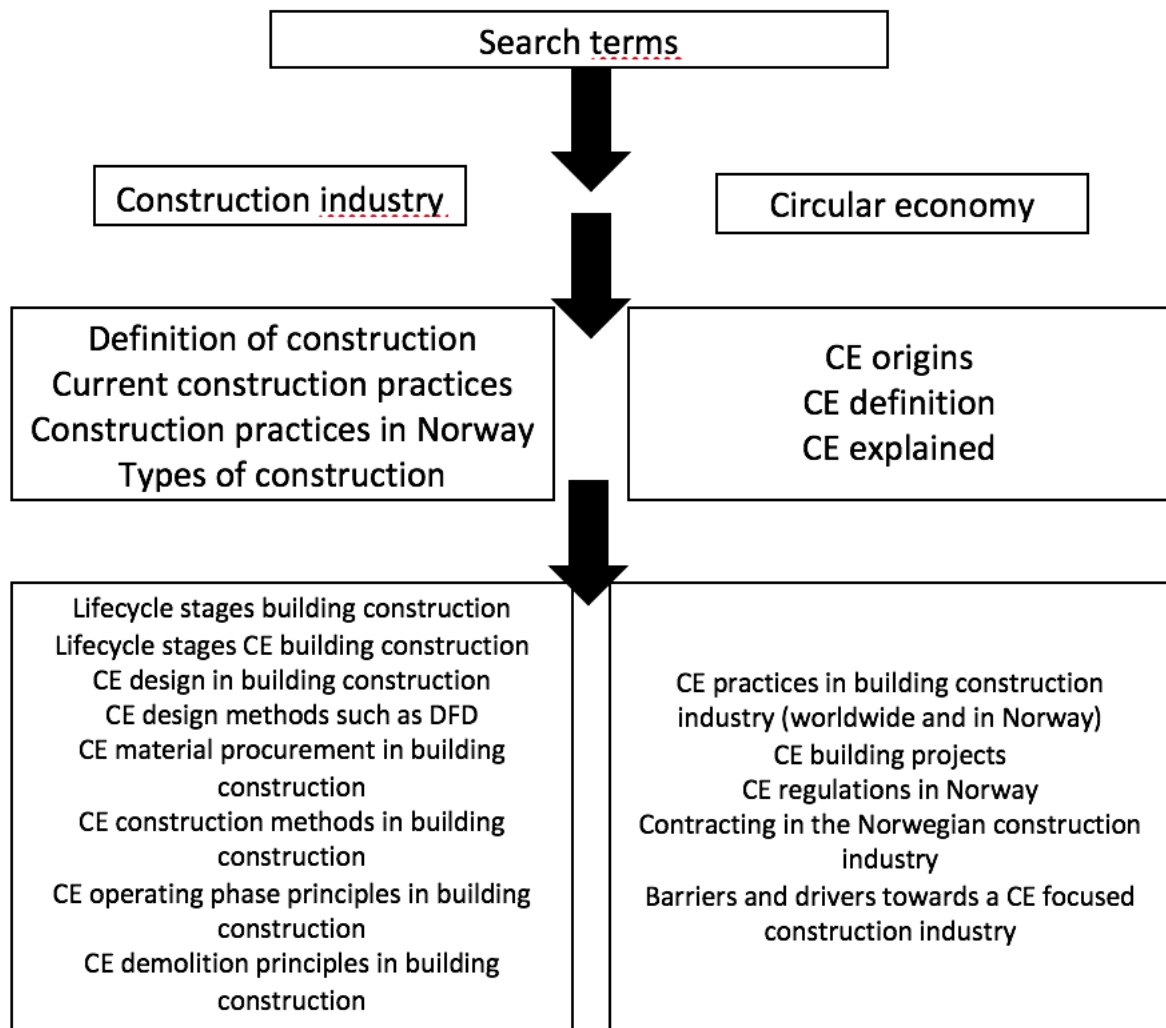 Search terms
Construction industry
Circular economy
Definition of construction
Current construction practices
Construction practices in Norway
Types of construction
CE origins
CE definition
CE explained
Lifecycle stages building construction
Lifecycle stages CE building construction
CE design in building construction
CE design methods such as DFD
CE material procurement in building
construction
CE construction methods in building
construction
CE operating phase principles in building
construction
CE demolition principles in building
construction
CE practices in building construction
industry (worldwide and in Norway)
CE building projects
CE regulations in Norway
Contracting in the Norwegian construction
industry
Barriers and drivers towards a CE focused
construction industry